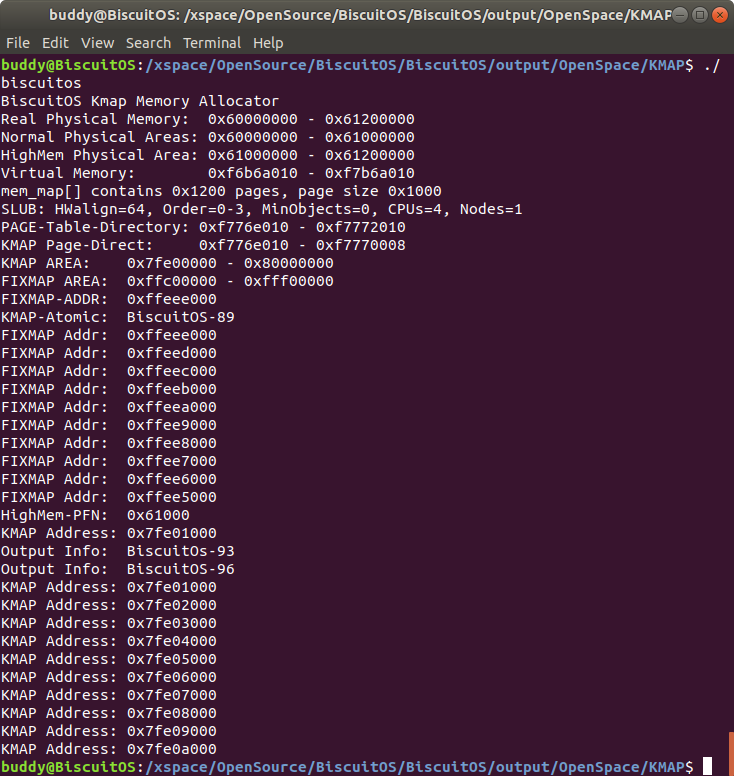 buddy@BiscuitOS: /xspace/OpenSource/BiscuitOS/BiscuitOS/output/OpenSpace/KMAP
File Edit View Search Terminal Help
buddy@BiscuitOS:/xspace/OpenSource/BiscuitOS/BiscuitOS/output/OpenSpace/KMAP$ ./
biscuitos
BiscuitOS Kmap Memory Allocator
Real Physical Memory:  0x60000000 - 0x61200000
Normal Physical Areas: 0x60000000 - 0x61000000
HighMem Physical Area: 0x61000000 - 0x61200000
Virtual Memory:        0xf6b6a010 - 0xf7b6a010
mem_map[] contains 0x1200 pages, page size 0x1000
SLUB: HWalign=64, Order=0-3, MinObjects=0, CPUs=4, Nodes=1
PAGE-Table-Directory: 0xf776e010 - 0xf7772010
KMAP Page-Direct:     0xf776e010 - 0xf7770008
KMAP AREA:    0x7fe00000 - 0x80000000
FIXMAP AREA:  0xffc00000 - 0xfff00000
FIXMAP-ADDR:  0xffeee000
KMAP-Atomic:  BiscuitOS-89
FIXMAP Addr:  0xffeee000
FIXMAP Addr:  0xffeed000
FIXMAP Addr:  0xffeec000
FIXMAP Addr:  0xffeeb000
FIXMAP Addr:  0xffeea000
FIXMAP Addr:  0xffee9000
FIXMAP Addr:  0xffee8000
FIXMAP Addr:  0xffee7000
FIXMAP Addr:  0xffee6000
FIXMAP Addr:  0xffee5000
HighMem-PFN:  0x61000
KMAP Address: 0x7fe01000
Output Info:  BiscuitOs-93
Output Info:  BiscuitOS-96
KMAP Address: 0x7fe01000
KMAP Address: 0x7fe02000
KMAP Address: 0x7fe03000
KMAP Address: 0x7fe04000
KMAP Address: 0x7fe05000
KMAP Address: 0x7fe06000
KMAP Address: 0x7fe07000
KMAP Address: 0x7fe08000
KMAP Address: 0x7fe09000
KMAP Address: 0x7fe0a000
buddy@BiscuitOS:/xspace/OpenSource/BiscuitOS/BiscuitOS/output/OpenSpace/KMAP$